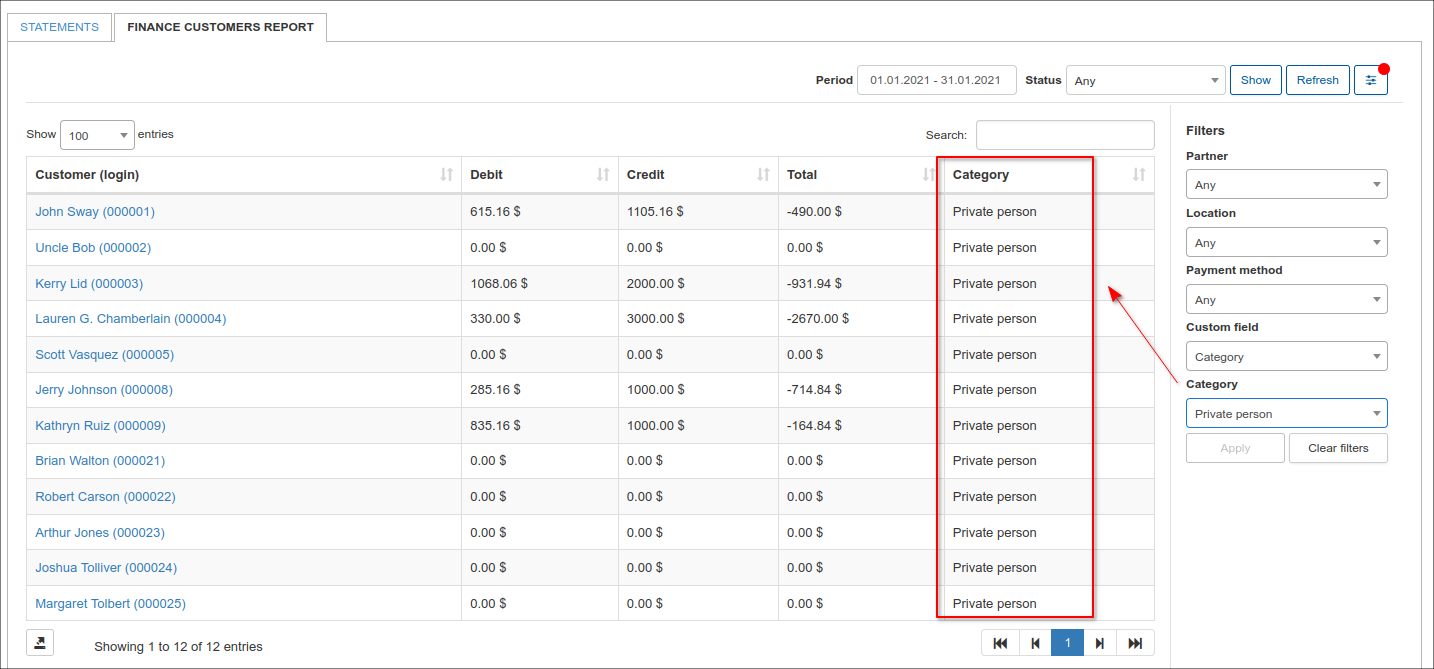 STATEMENTS FINANCE CUSTOMERS REPORT
Period 01.01.2021 - 31.01.2021 Status Any Show Refresh
Show 100 entries Search:
Customer (login) Debit Credit Total Category
John Sway (000001) 615.16 $ 1105.16 $ -490.00 $ Private person
Uncle Bob (000002) 0.00 $ 0.00 $ 0.00 $ Private person
Kerry Lid (000003) 1068.06 $ 2000.00 $ -931.94 $ Private person
Lauren G. Chamberlain (000004) 330.00 $ 3000.00 $ -2670.00 $ Private person
Scott Vasquez (000005) 0.00 $ 0.00 $ 0.00 $ Private person
Jerry Johnson (000008) 285.16 $ 1000.00 $ -714.84 $ Private person
Kathryn Ruiz (000009) 835.16 $ 1000.00 $ -164.84 $ Private person
Brian Walton (000021) 0.00 $ 0.00 $ 0.00 $ Private person
Robert Carson (000022) 0.00 $ 0.00 $ 0.00 $ Private person
Arthur Jones (000023) 0.00 $ 0.00 $ 0.00 $ Private person
Joshua Tolliver (000024) 0.00 $ 0.00 $ 0.00 $ Private person
Margaret Tolbert (000025) 0.00 $ 0.00 $ 0.00 $ Private person
Showing 1 to 12 of 12 entries 1
Filters
Partner
Any
Location
Any
Payment method
Any
Custom field
Category
Category
Private person
Apply Clear filters